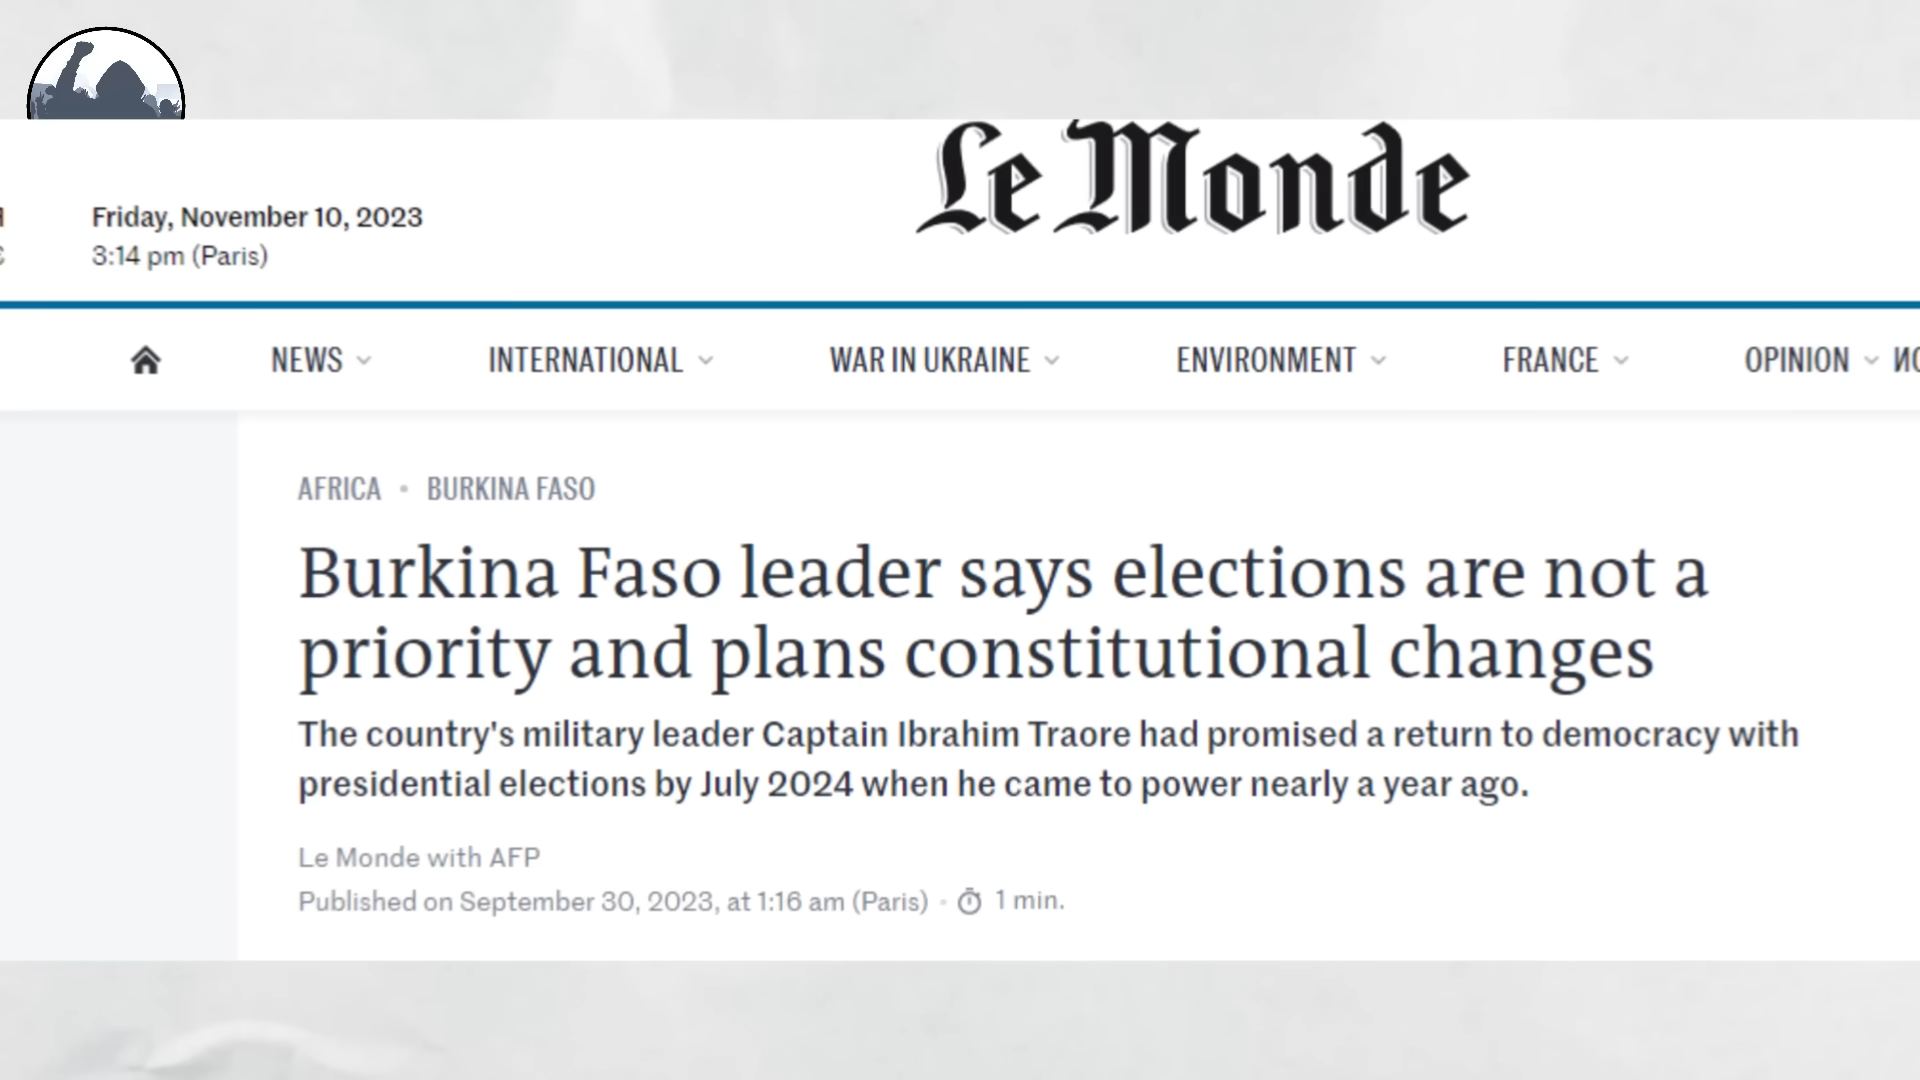 Le Monde
Friday, November 10, 2023
3:14 pm (Paris)
NEWS
INTERNATIONAL
WAR IN UKRAINE
ENVIRONMENT
FRANCE
OPINION
AFRICA • BURKINA FASO
Burkina Faso leader says elections are not a
priority and plans constitutional changes
The country's military leader Captain Ibrahim Traore had promised a return to democracy with
presidential elections by July 2024 when he came to power nearly a year ago.
Le Monde with AFP
Published on September 30, 2023, at 1:16 am (Paris) • 1 min.